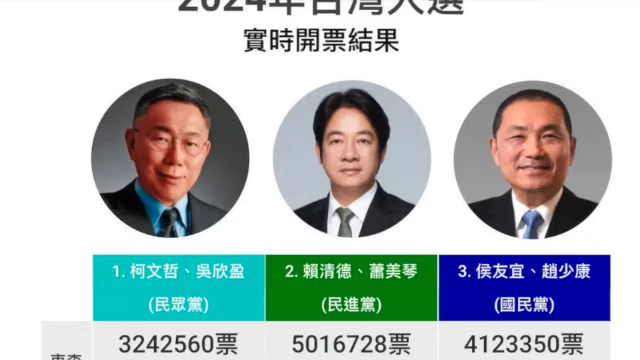 2024年台灣大選
實時開票結果
1. 柯文哲、吳欣盈
(民眾黨)
2. 賴清德、蕭美琴
(民進黨)
3. 侯友宜、趙少康
(國民黨)
3242560票
5016728票
4123350票